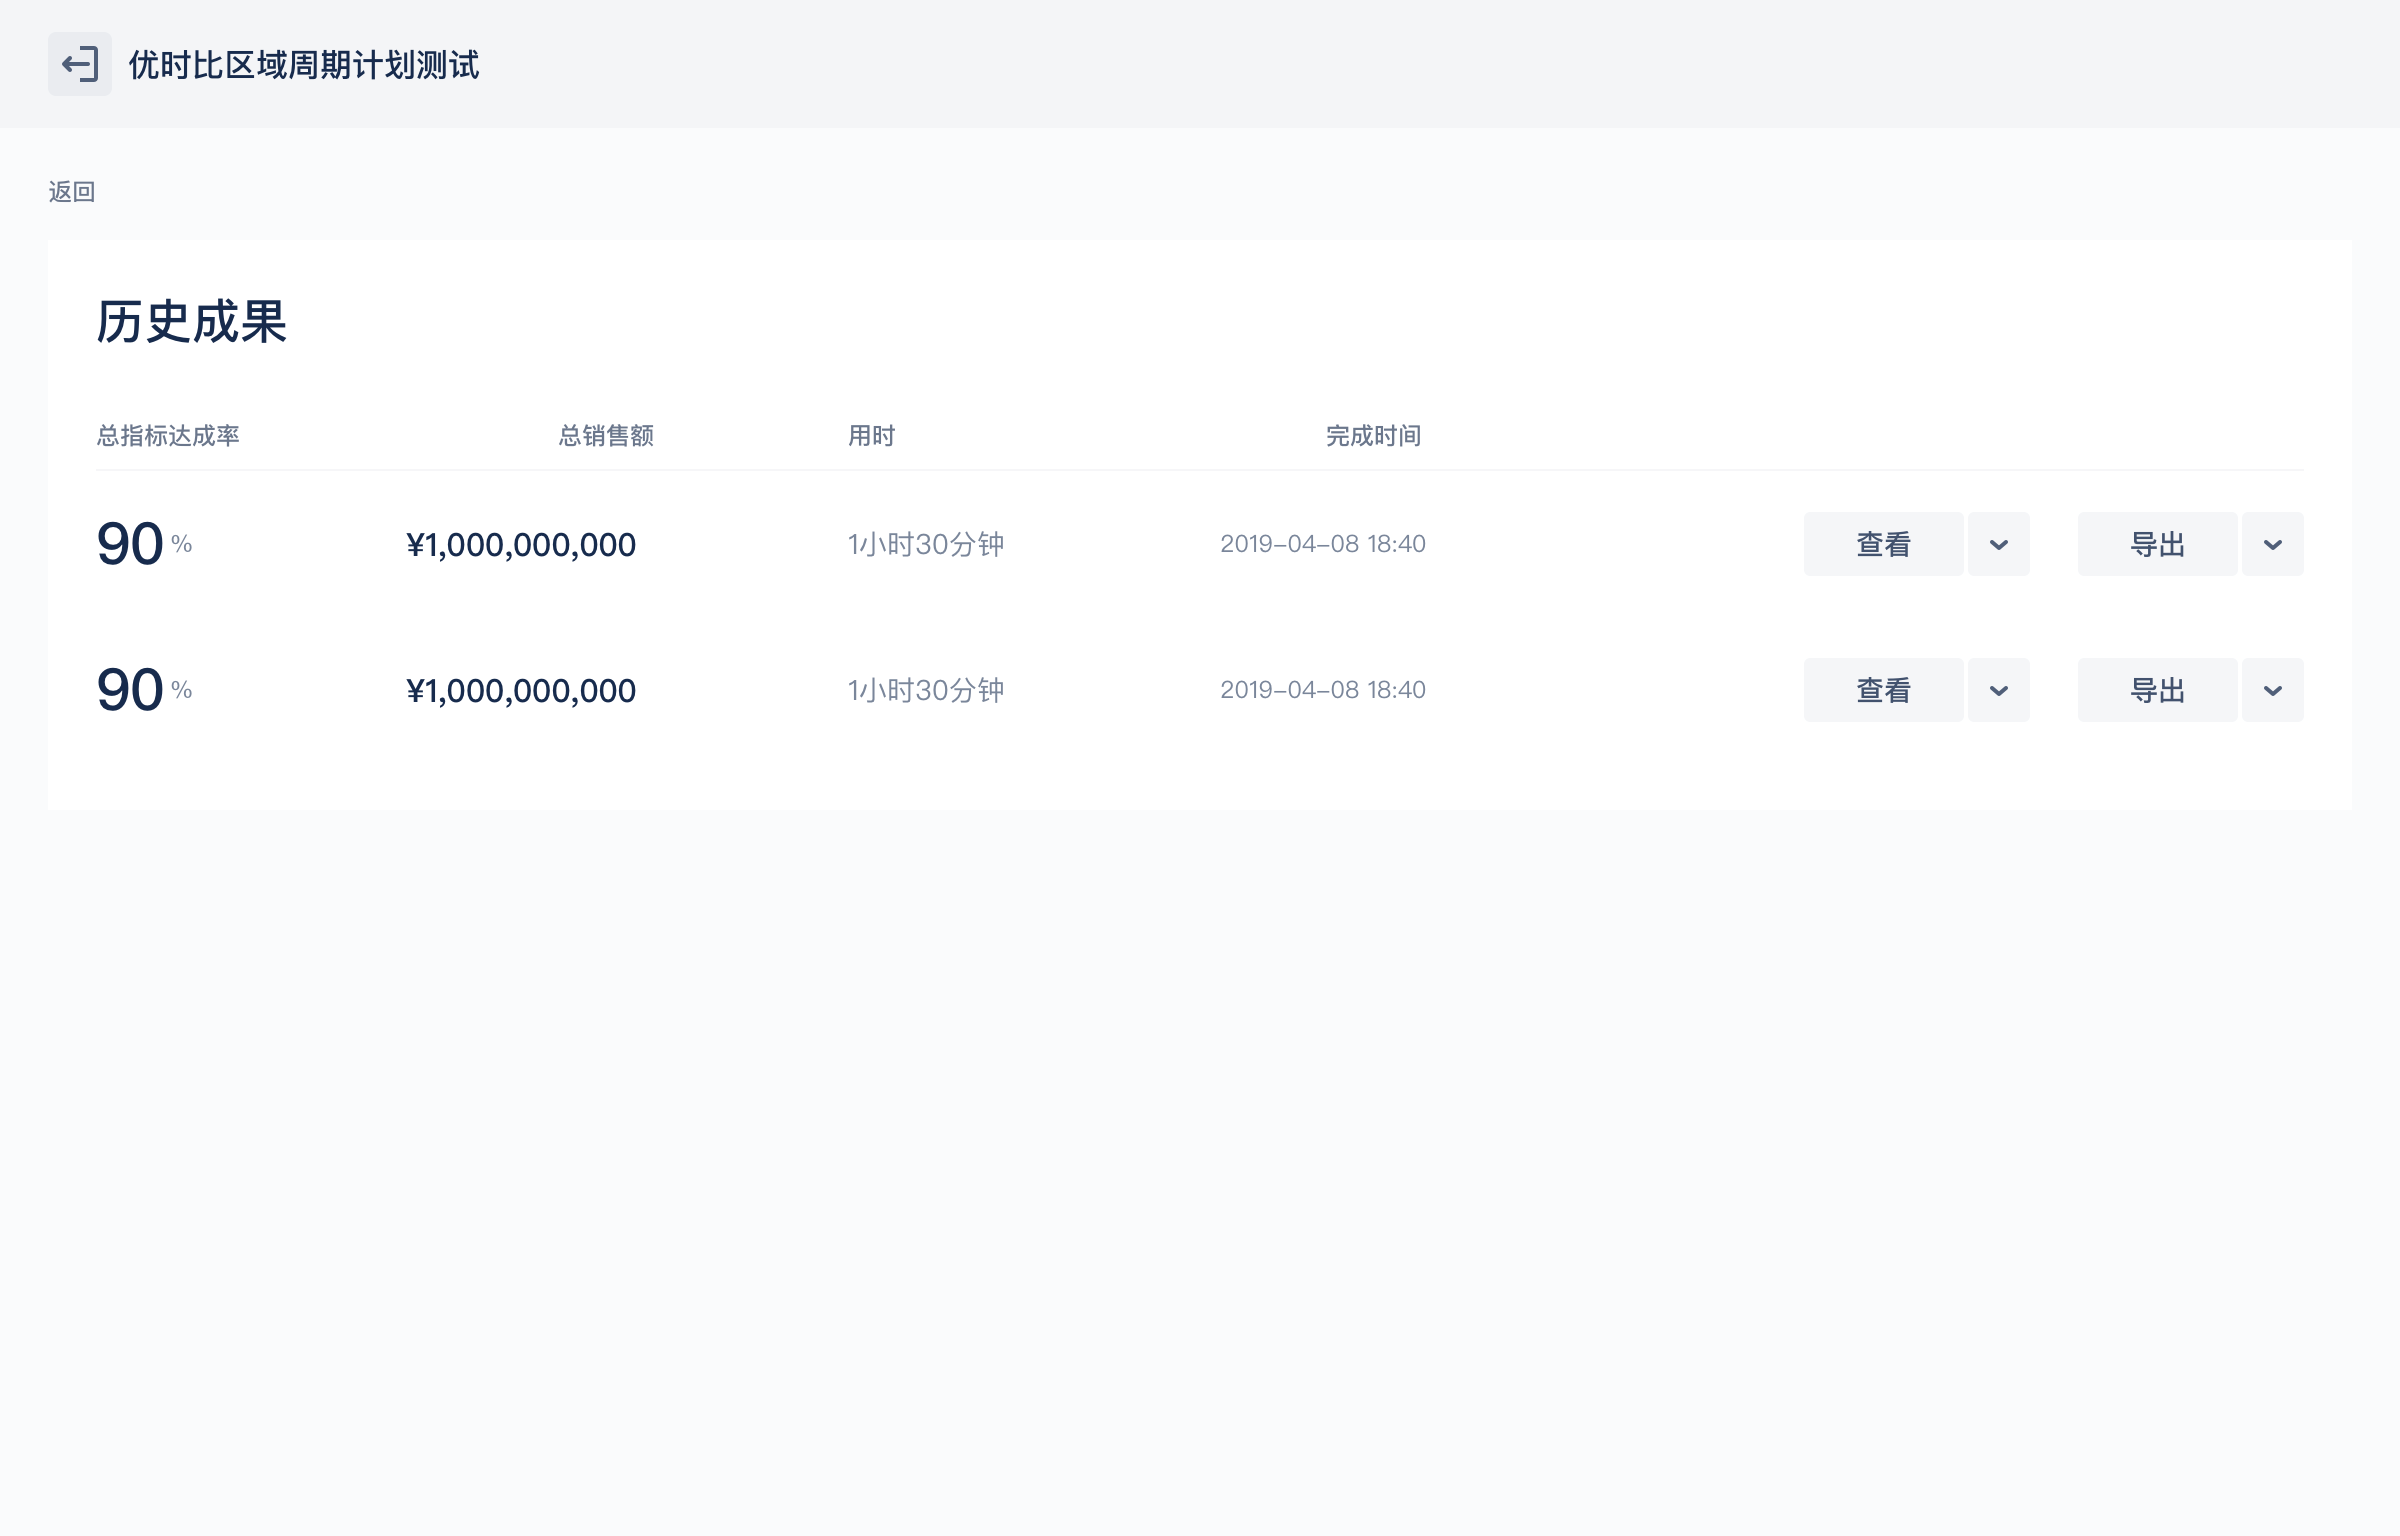 优时比区域周期计划测试
返回
历史成果
总指标达成率 总销售额 用时 完成时间
90 % ¥1,000,000,000 1小时30分钟 2019–04–08 18:40 查看 导出
90 % ¥1,000,000,000 1小时30分钟 2019–04–08 18:40 查看 导出